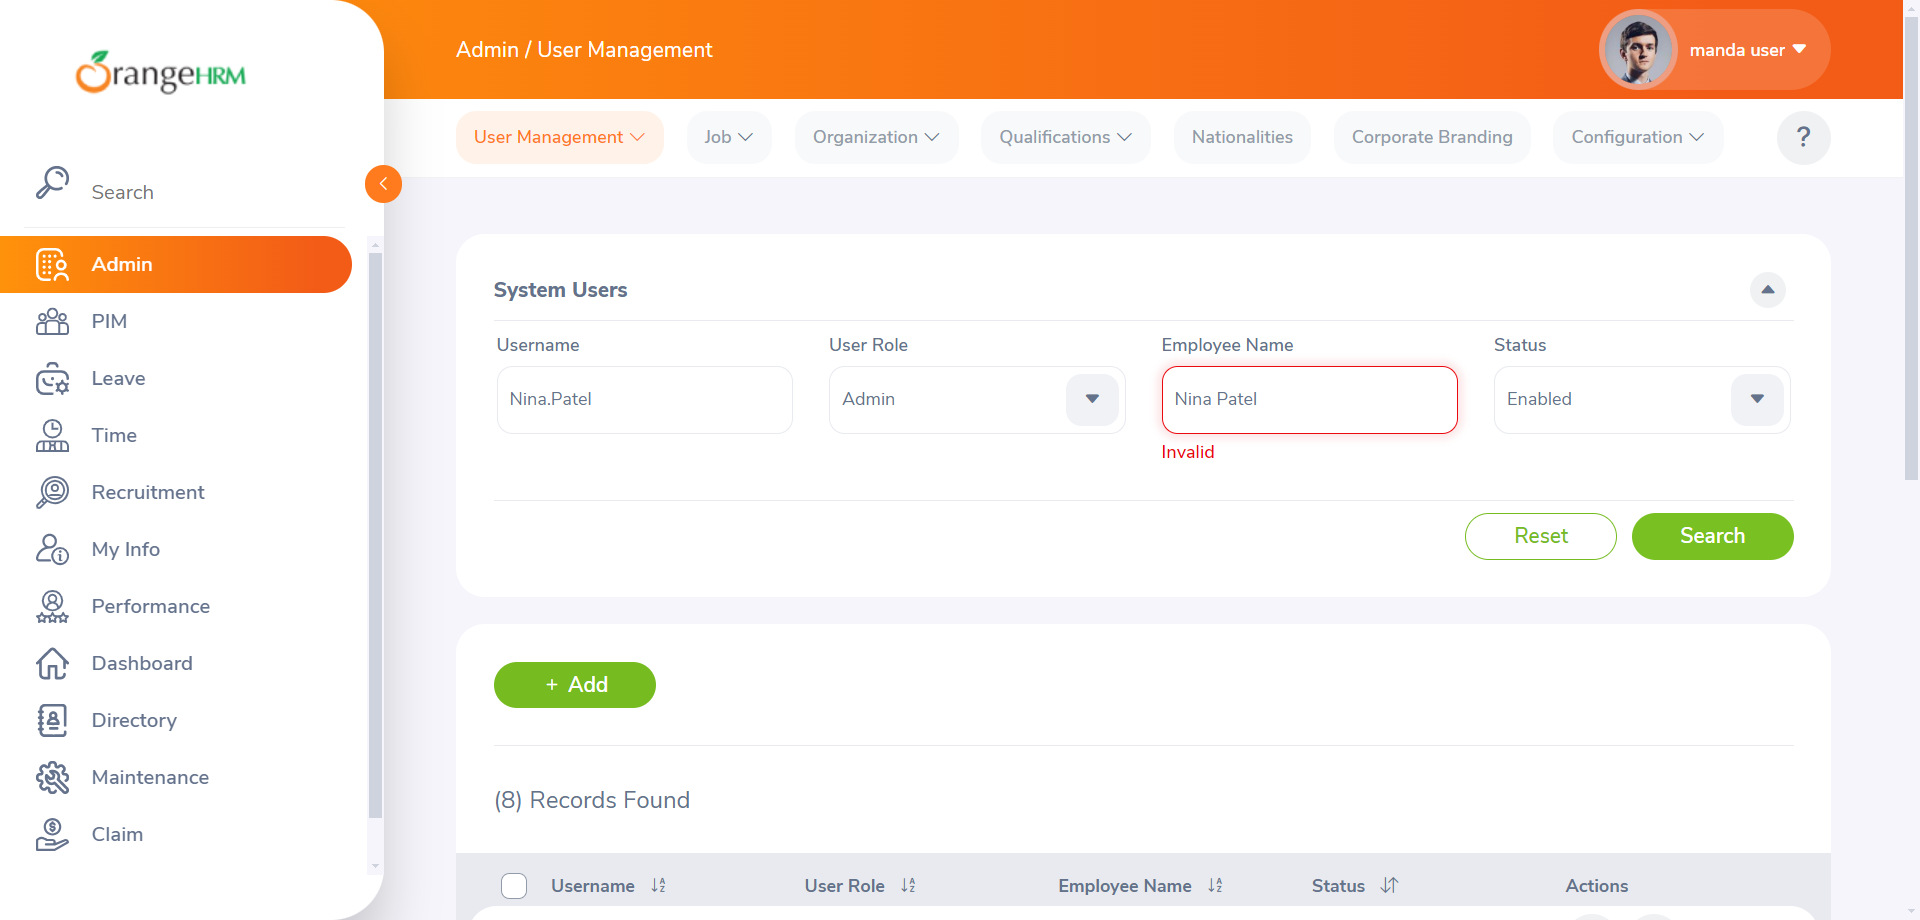 OrangeHRM
Admin / User Management
manda user
User Management
Job
Organization
Qualifications
Nationalities
Corporate Branding
Configuration
?
Search
Admin
PIM
Leave
Time
Recruitment
My Info
Performance
Dashboard
Directory
Maintenance
Claim
System Users
Username
User Role
Employee Name
Status
Nina.Patel
Admin
Nina Patel
Enabled
Invalid
Reset
Search
+ Add
(8) Records Found
Username
User Role
Employee Name
Status
Actions